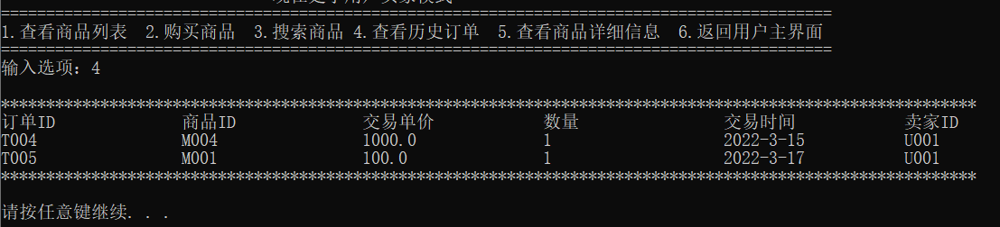 ==============================================================================================
1.查看商品列表  2.购买商品  3.搜索商品 4.查看历史订单  5.查看商品详细信息  6.返回用户主界面
==============================================================================================
输入选项：4
************************************************************************************************************
订单ID 商品ID 交易单价 数量 交易时间 卖家ID
T004 M004 1000.0 1 2022-3-15 U001
T005 M001 100.0 1 2022-3-17 U001
************************************************************************************************************
请按任意键继续. . .